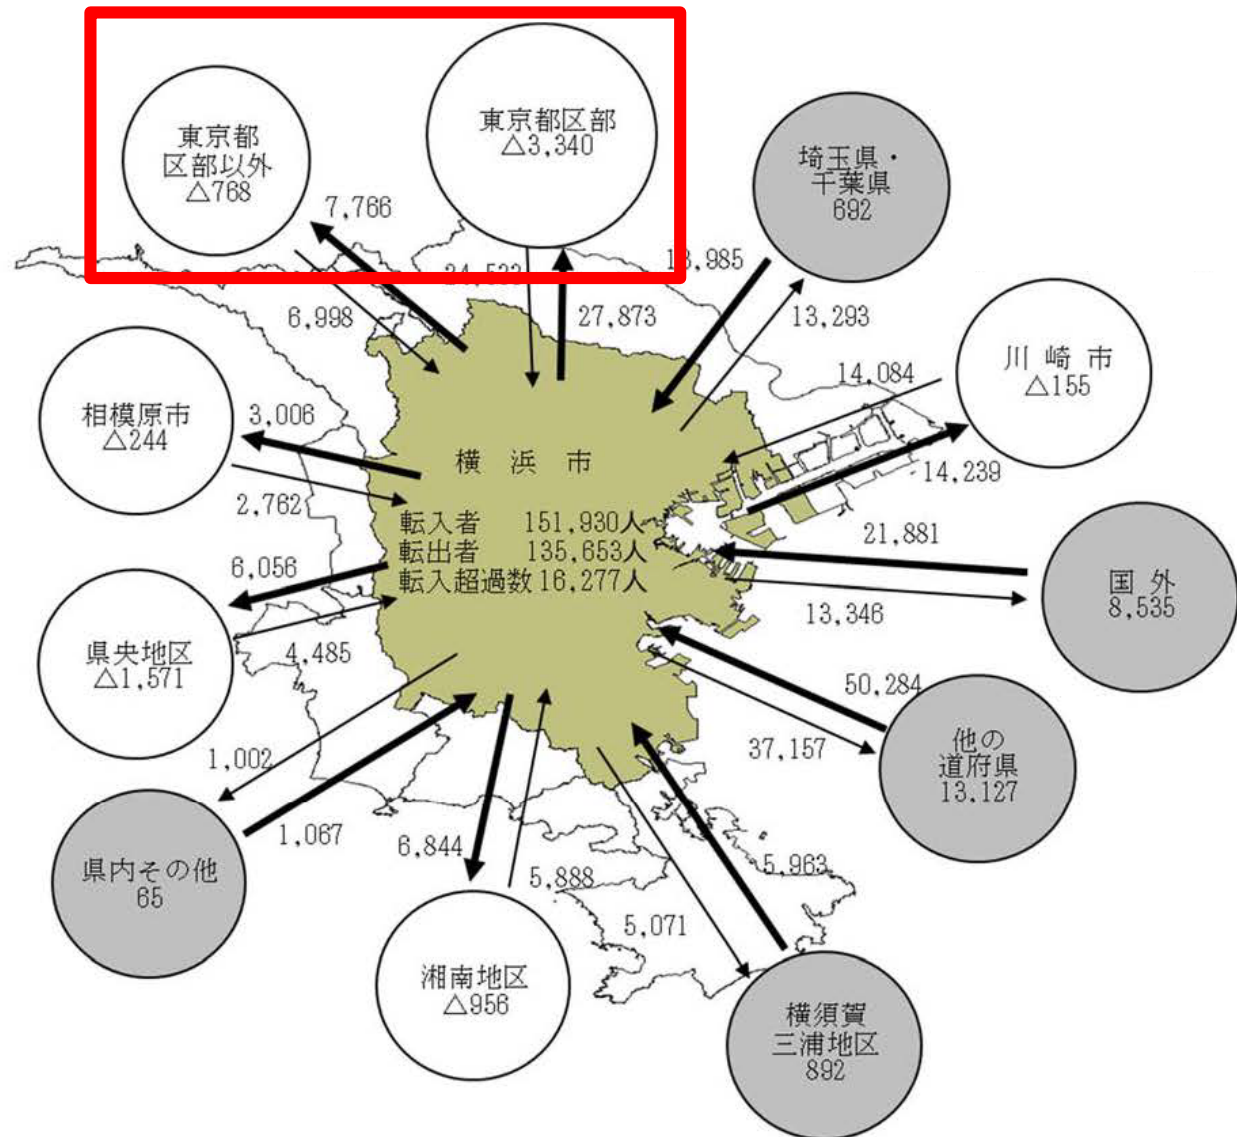 東京都
区部以外
△768
東京都区部
△3,340
埼玉県・
千葉県
692
7,766
6,998
24,533
27,873
13,985
13,293
川崎市
△155
14,084
14,239
相模原市
△244
3,006
2,762
横浜市
転入者 151,930人
転出者 135,653人
転入超過数 16,277人
21,881
13,346
国外
8,535
県央地区
△1,571
6,056
4,485
50,284
37,157
他の
道府県
13,127
1,002
1,067
県内その他
65
6,844
5,888
湘南地区
△956
5,071
5,963
横須賀
三浦地区
892